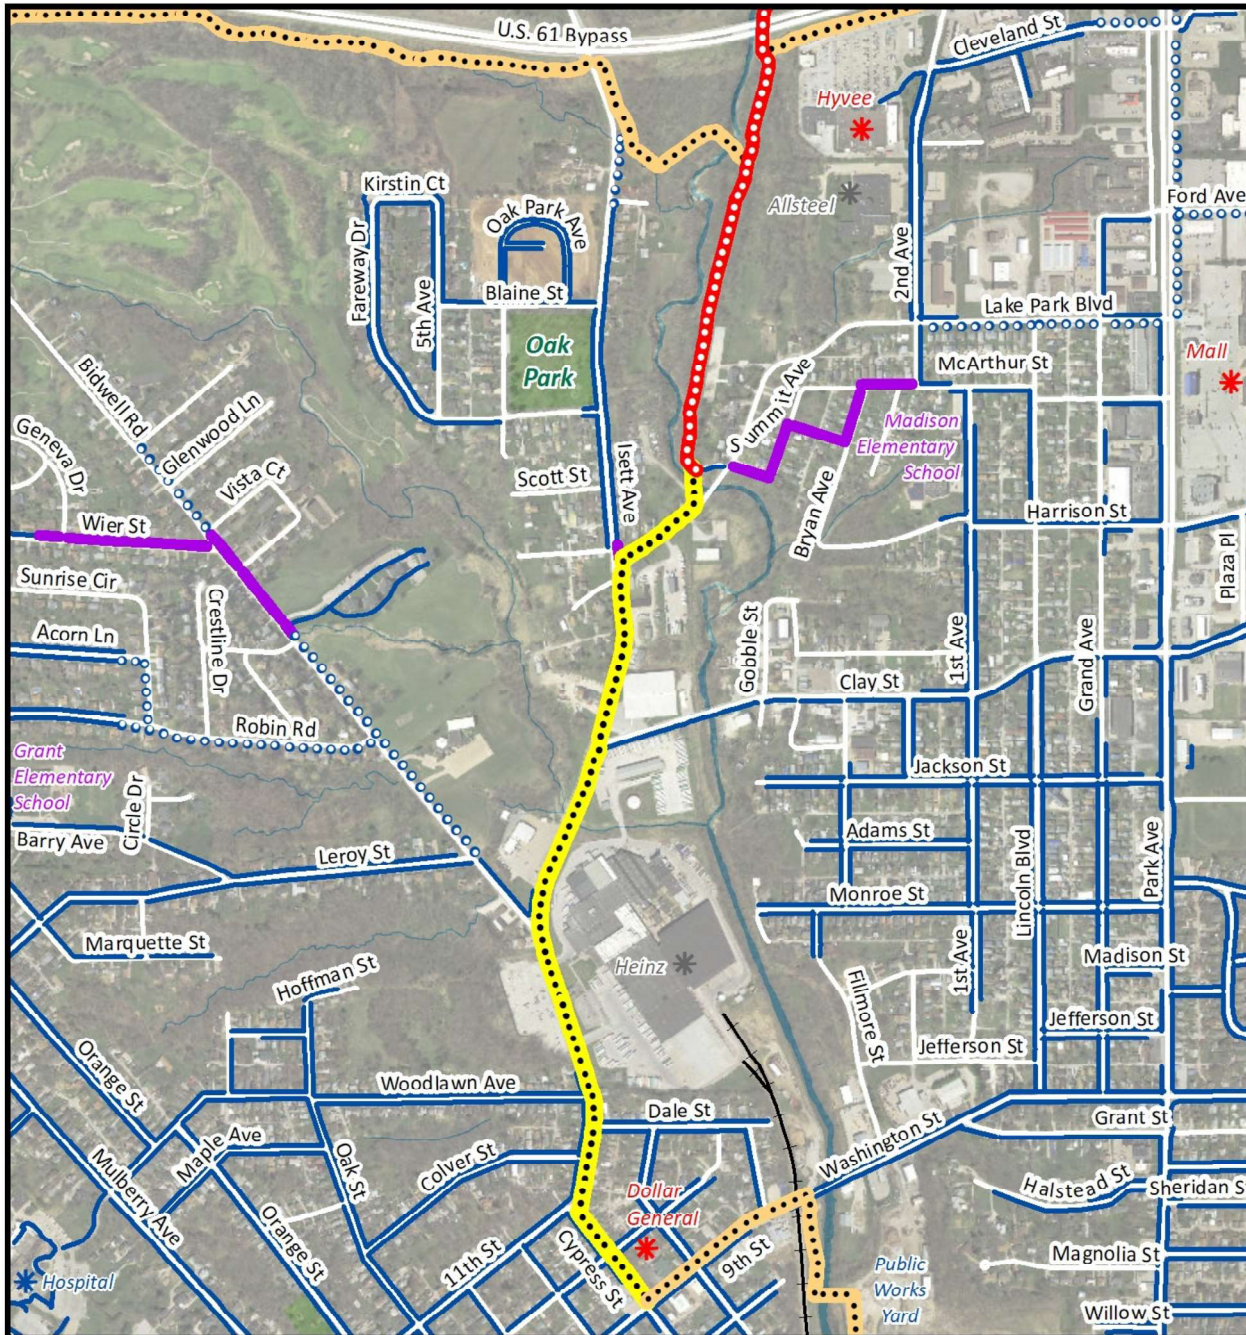 U.S. 61 Bypass
Cleveland St
Hyvee
Kirstin Ct
Allsteel
Ford Ave
Oak Park Ave
Fareway Dr
5th Ave
2nd Ave
Blaine St
Lake Park Blvd
Oak
Park
Mall
McArthur St
Bidwell Rd
Summit Ave
Glenwood Ln
Madison
Elementary
School
Geneva Dr
Vista Ct
Scott St
Isett Ave
Bryan Ave
Wier St
Harrison St
Plaza Pl
Sunrise Cir
Crestline Dr
Acorn Ln
Gobble St
1st Ave
Grand Ave
Clay St
Robin Rd
Grant
Elementary
School
Circle Dr
Jackson St
Barry Ave
Leroy St
Adams St
Lincoln Blvd
Park Ave
Monroe St
Marquette St
Hoffman St
Heinz
1st Ave
Madison St
Fillmore St
Jefferson St
Jefferson St
Orange St
Woodlawn Ave
Dale St
Grant St
Maple Ave
Oak St
Colver St
Washington St
Mulberry Ave
Orange St
Dollar
General
Halstead St
Sheridan S
11th St
Cypress St
9th St
Hospital
Public
Works
Yard
Magnolia St
Willow St